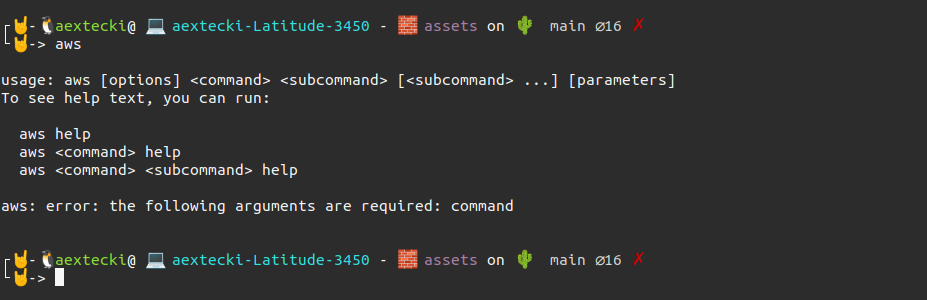 🤘-🐧aextecki@ 💻 aextecki-Latitude-3450 - 🧱 assets on 🌵 main ∅16 ✗
🤘-> aws
usage: aws [options] <command> <subcommand> [<subcommand> ...] [parameters]
To see help text, you can run:
aws help
aws <command> help
aws <command> <subcommand> help
aws: error: the following arguments are required: command
🤘-🐧aextecki@ 💻 aextecki-Latitude-3450 - 🧱 assets on 🌵 main ∅16 ✗
🤘->